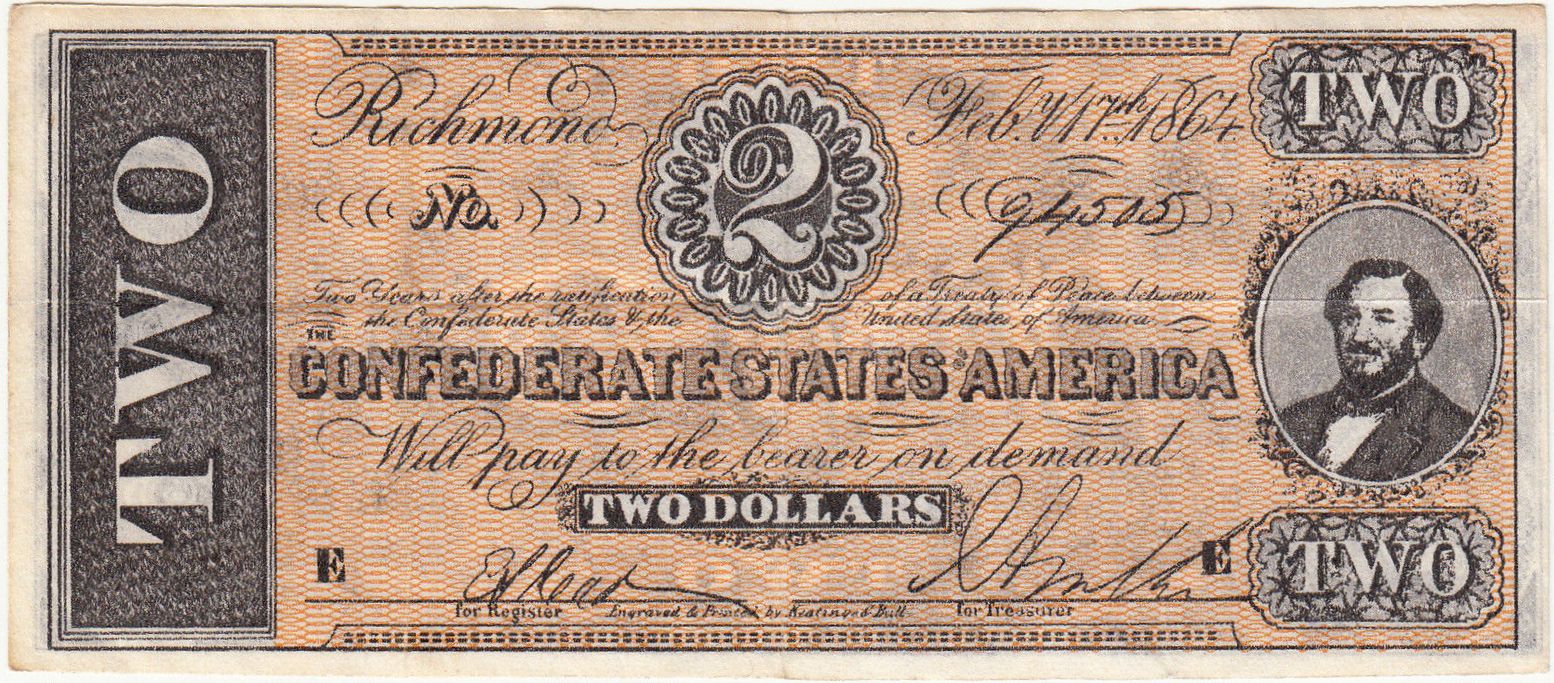 TWO
Richmond 2 Feb. 17th 1864 TWO
No. 94505
Two Years after the ratification of a Treaty of Peace between
the Confederate States & the United States of America
THE
CONFEDERATE STATES OF AMERICA
Will pay to the bearer on demand
TWO DOLLARS
E E TWO
for Register Engraved & Printed by Keatinge & Ball for Treasurer